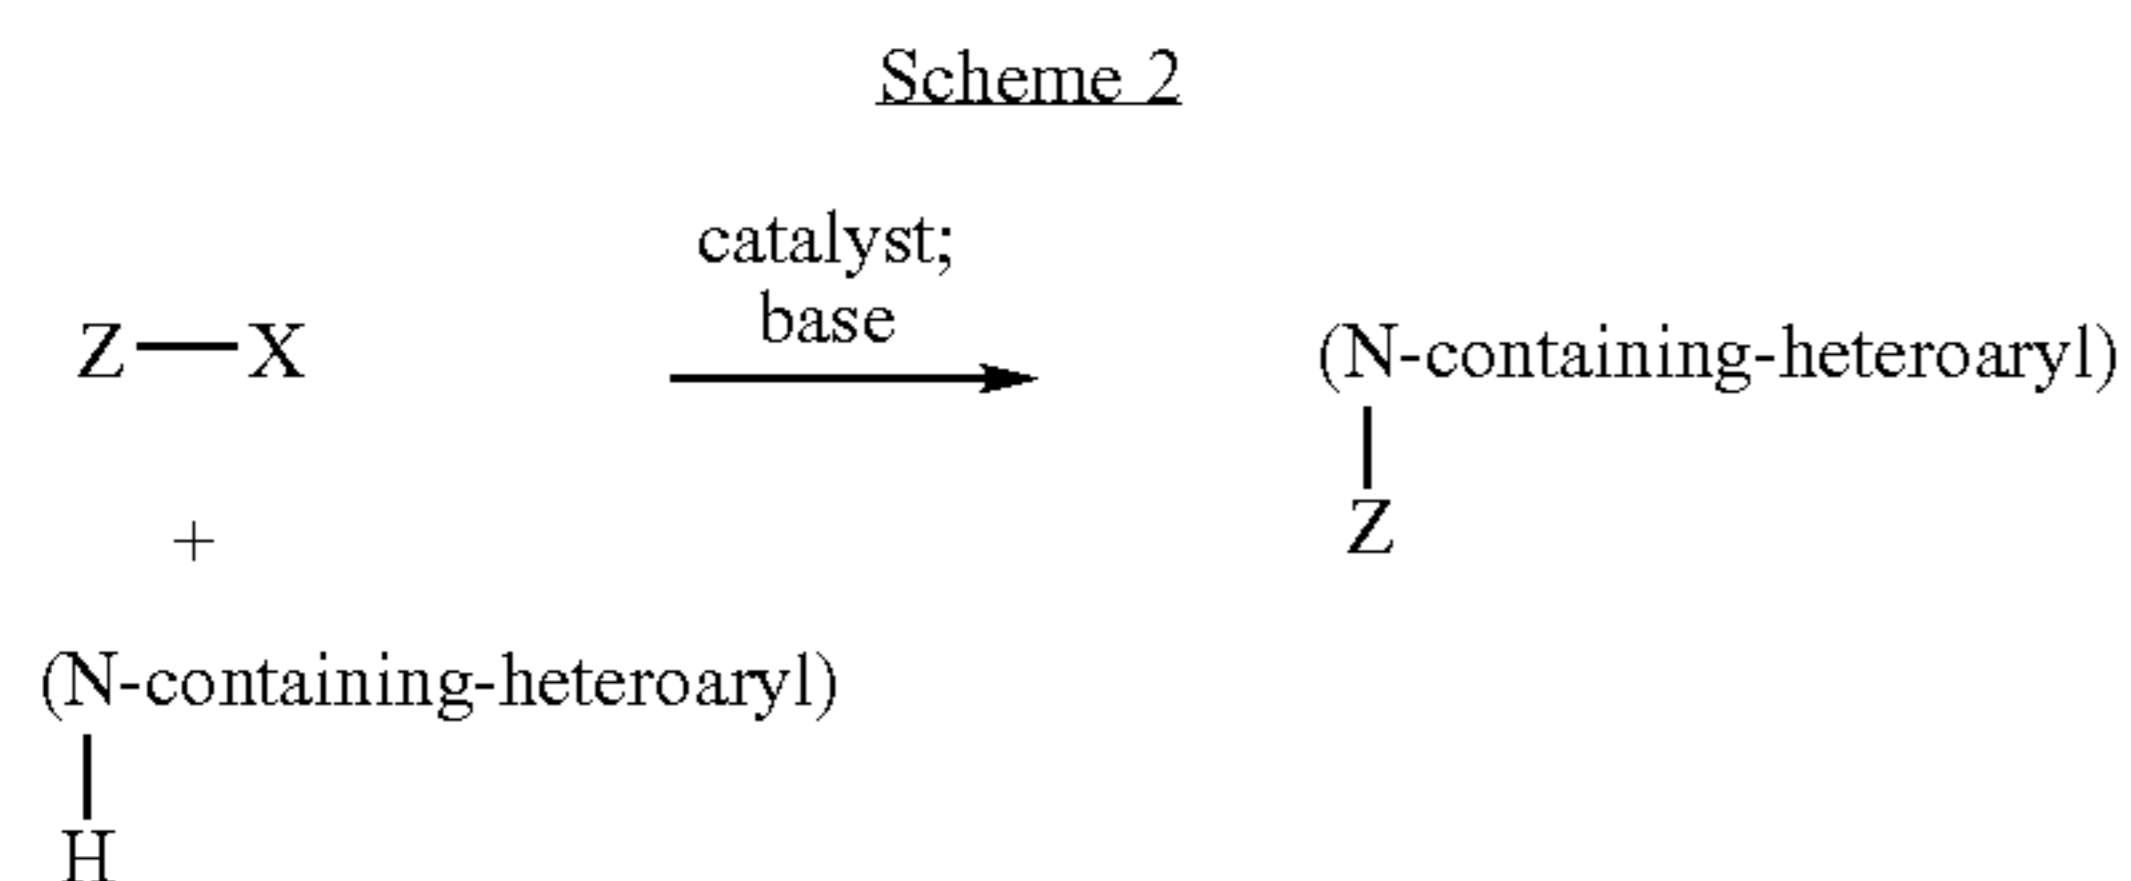 Scheme 2
catalyst;
base
Z—X
+
(N-containing-heteroaryl)
H
(N-containing-heteroaryl)
Z